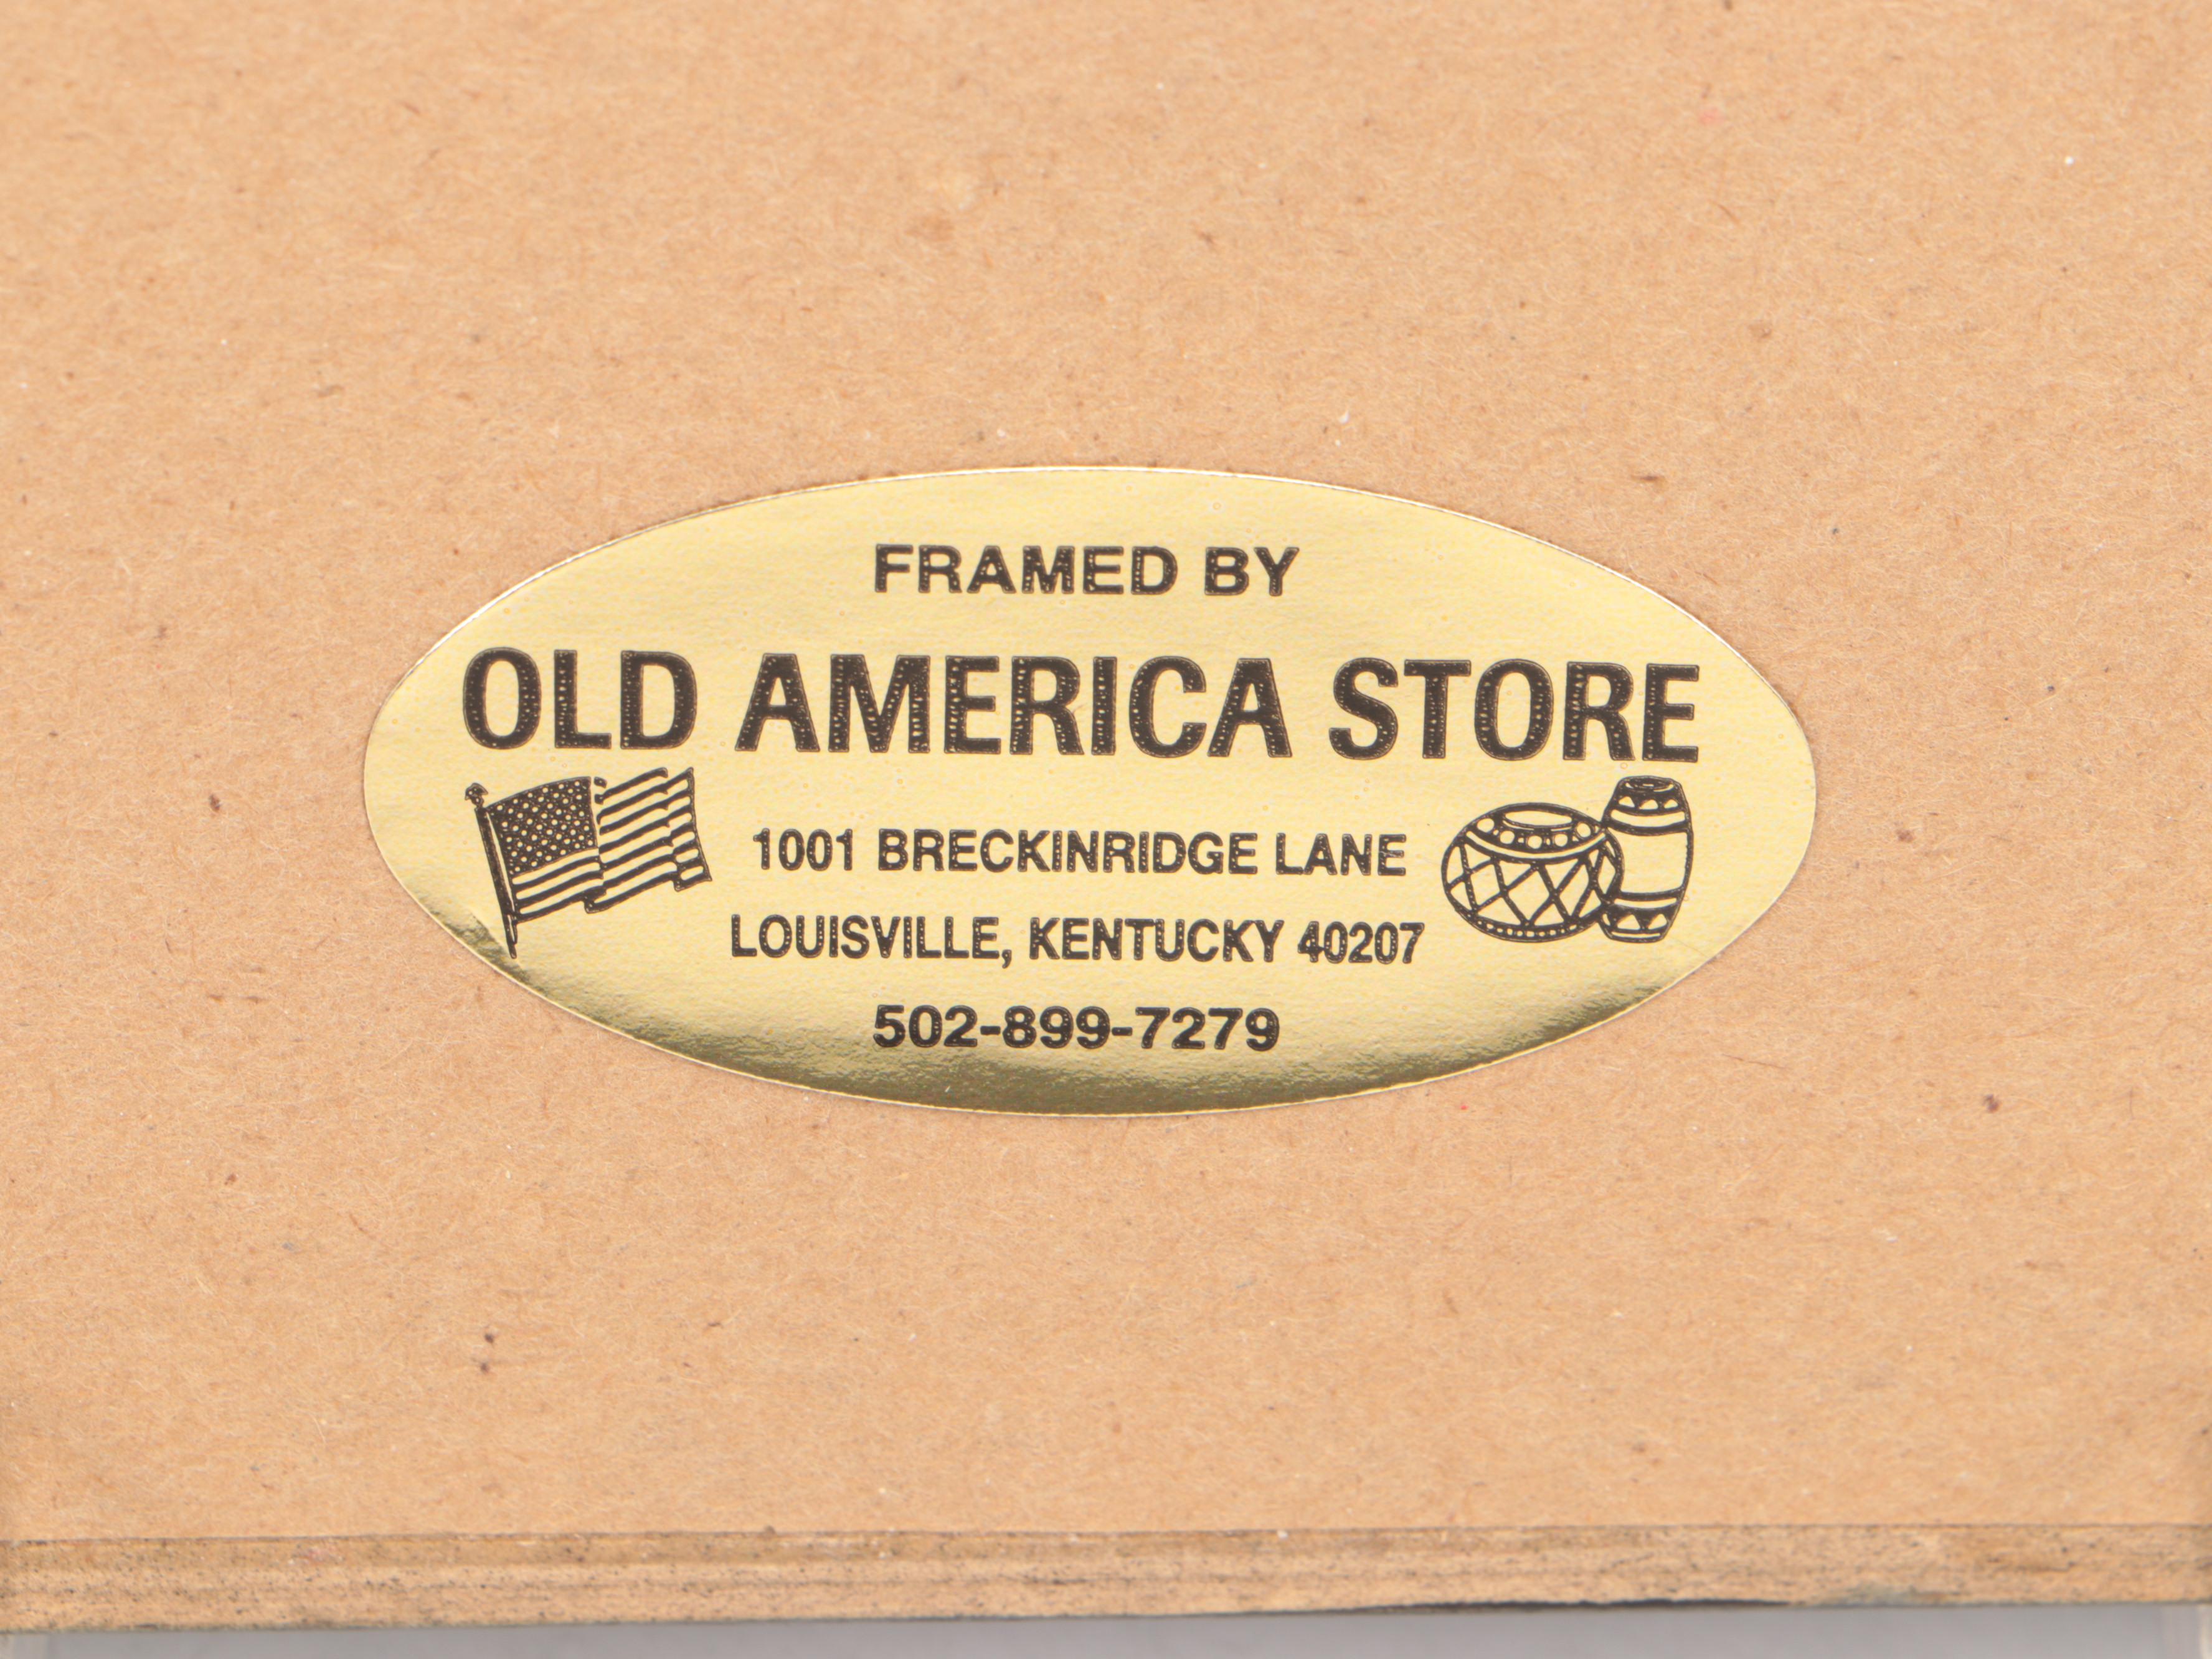 FRAMED BY
OLD AMERICA STORE
1001 BRECKINRIDGE LANE
LOUISVILLE, KENTUCKY 40207
502-899-7279